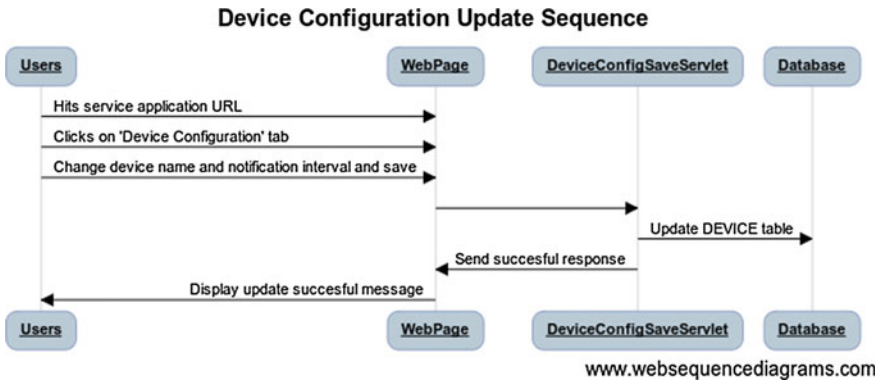 Device Configuration Update Sequence
Users
WebPage
DeviceConfigSaveServlet
Database
Hits service application URL
Clicks on 'Device Configuration' tab
Change device name and notification interval and save
Update DEVICE table
Send succesful response
Display update succesful message
Users
WebPage
DeviceConfigSaveServlet
Database
www.websequencediagrams.com